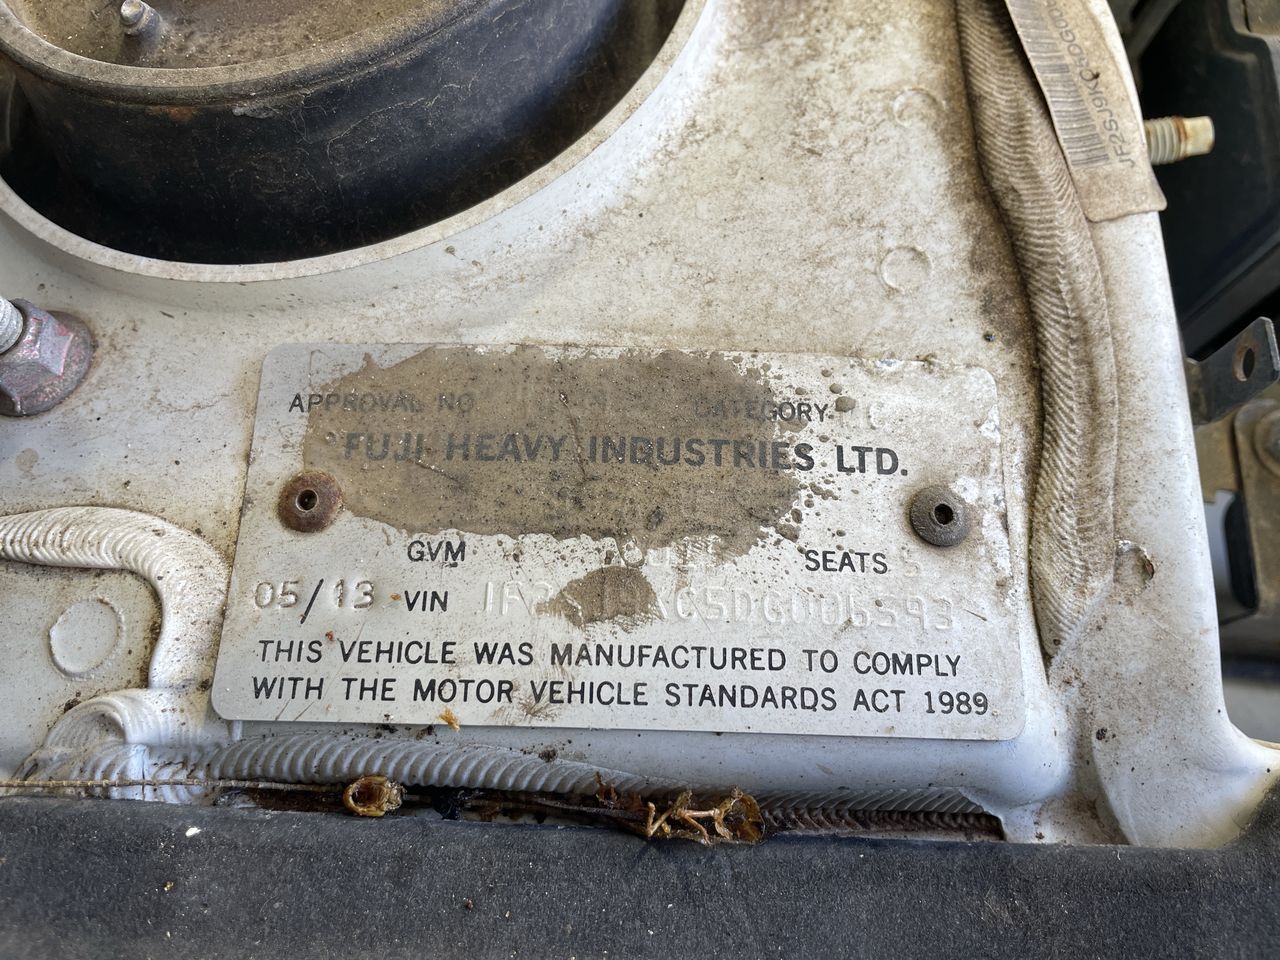 APPROVAL NO CATEGORY
FUJI HEAVY INDUSTRIES LTD.
GVM SEATS 5
05/13 VIN
THIS VEHICLE WAS MANUFACTURED TO COMPLY
WITH THE MOTOR VEHICLE STANDARDS ACT 1989